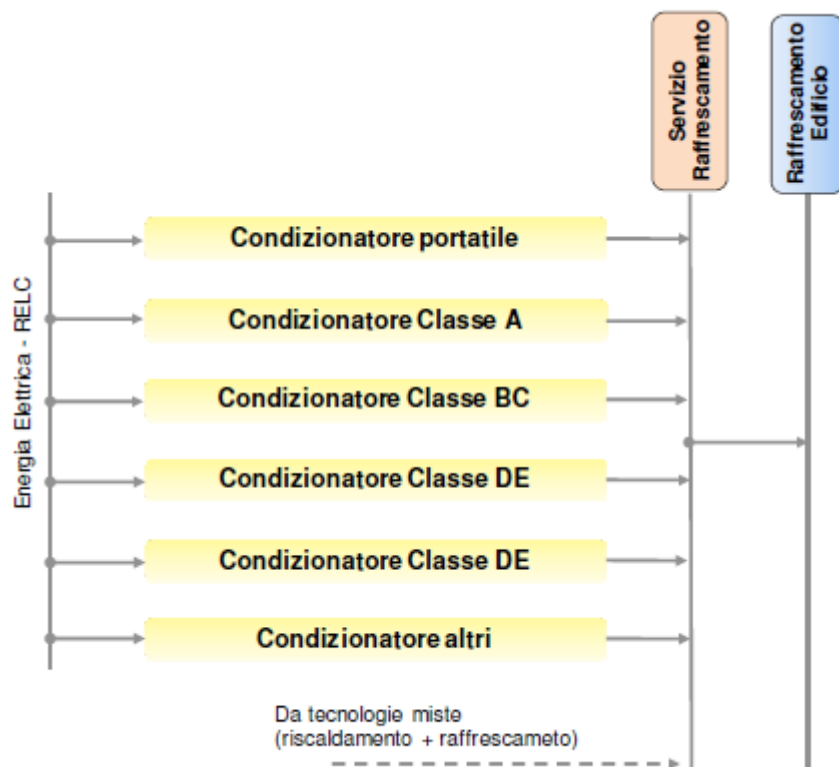 Servizio
Raffrescamento
Raffrescamento
Edificio
Energia Elettrica - RELC
Condizionatore portatile
Condizionatore Classe A
Condizionatore Classe BC
Condizionatore Classe DE
Condizionatore Classe DE
Condizionatore altri
Da tecnologie miste
(riscaldamento + raffrescameto)